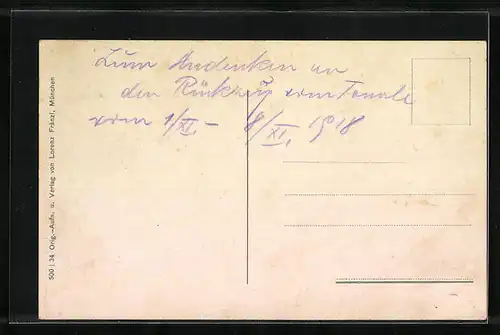 Zum Andenken an
den Rückzug vom Tonale
vom 1/XI. – 8/XI. 1918
500 | 34 Orig.-Aufn. u. Verlag von Lorenz Fränzl, München